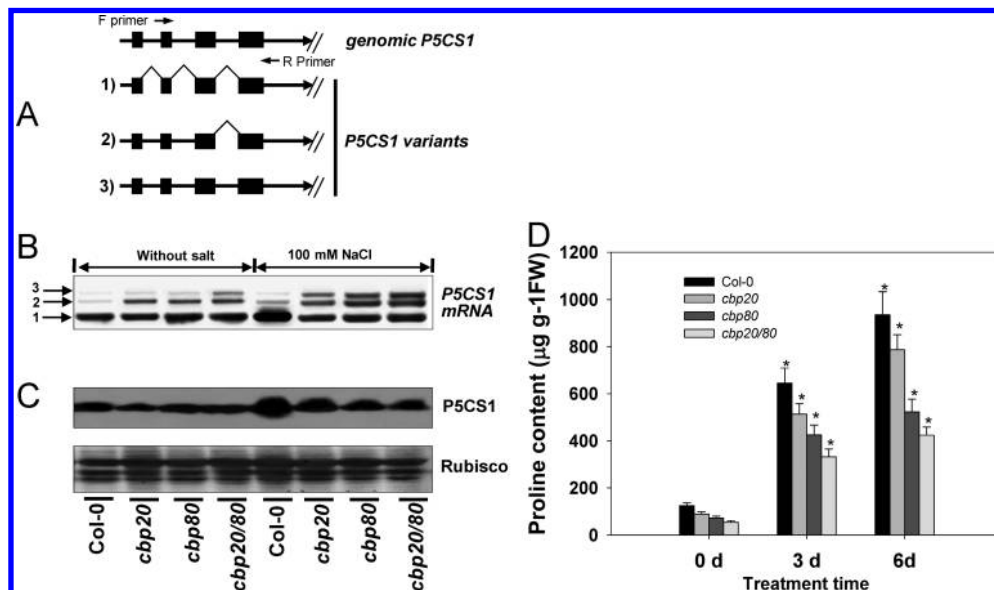 F primer
genomic P5CS1
R Primer
1)
A
2)
P5CS1 variants
3)
B
Without salt
100 mM NaCl
3
2
1
P5CS1
mRNA
C
P5CS1
Rubisco
Col-0
cbp20
cbp80
cbp20/80
Col-0
cbp20
cbp80
cbp20/80
D
Proline content (µg g-1FW)
1200
1000
800
600
400
200
0
Col-0
cbp20
cbp80
cbp20/80
*
*
*
*
*
*
*
*
0 d
3 d
6d
Treatment time